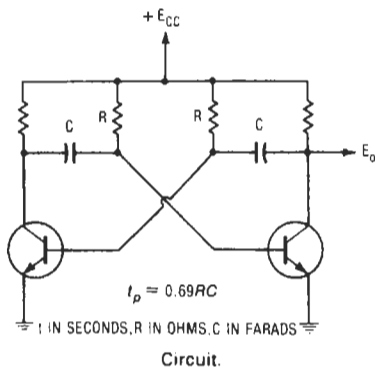 + E_CC
R
R
C
C
E_o
t_p = 0.69RC
t IN SECONDS, R IN OHMS, C IN FARADS
Circuit.